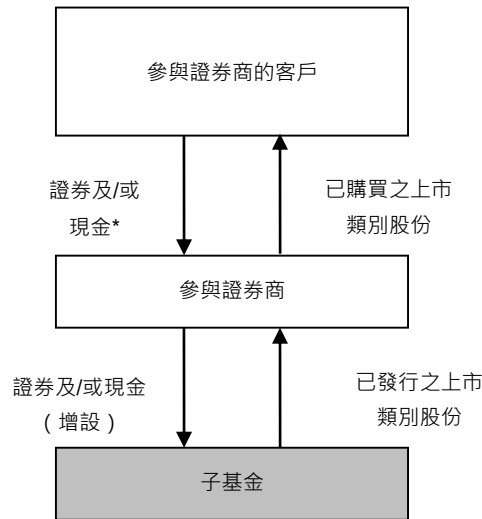 參與證券商的客戶
證券及/或
現金*
已購買之上市
類別股份
參與證券商
證券及/或現金
（增設）
已發行之上市
類別股份
子基金